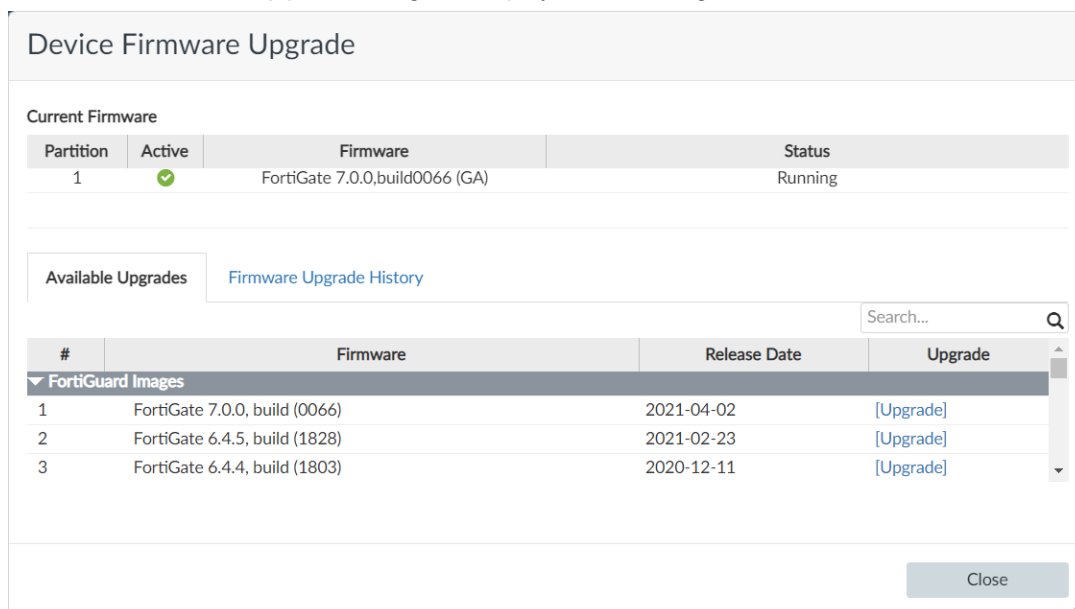 Device Firmware Upgrade
Current Firmware
Partition Active Firmware Status
1 FortiGate 7.0.0,build0066 (GA) Running
Available Upgrades Firmware Upgrade History
Search...
# Firmware Release Date Upgrade
FortiGuard Images
1 FortiGate 7.0.0, build (0066) 2021-04-02 [Upgrade]
2 FortiGate 6.4.5, build (1828) 2021-02-23 [Upgrade]
3 FortiGate 6.4.4, build (1803) 2020-12-11 [Upgrade]
Close